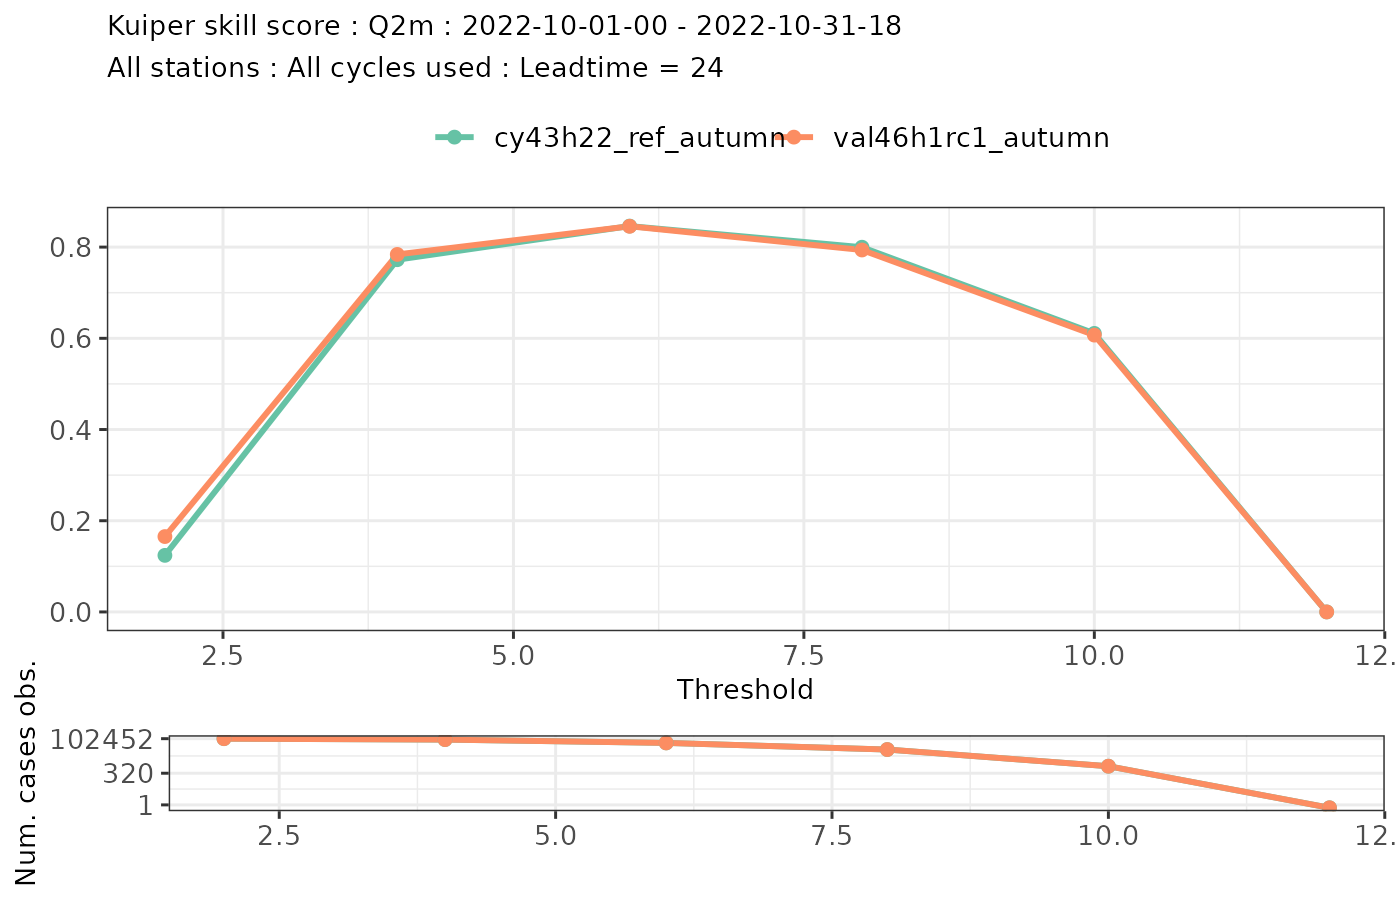 Kuiper skill score : Q2m : 2022-10-01-00 - 2022-10-31-18
All stations : All cycles used : Leadtime = 24
cy43h22_ref_autumn val46h1rc1_autumn
0.8
0.6
0.4
0.2
0.0
2.5 5.0 7.5 10.0 12.
Threshold
Num. cases obs.
102452
320
1
2.5 5.0 7.5 10.0 12.